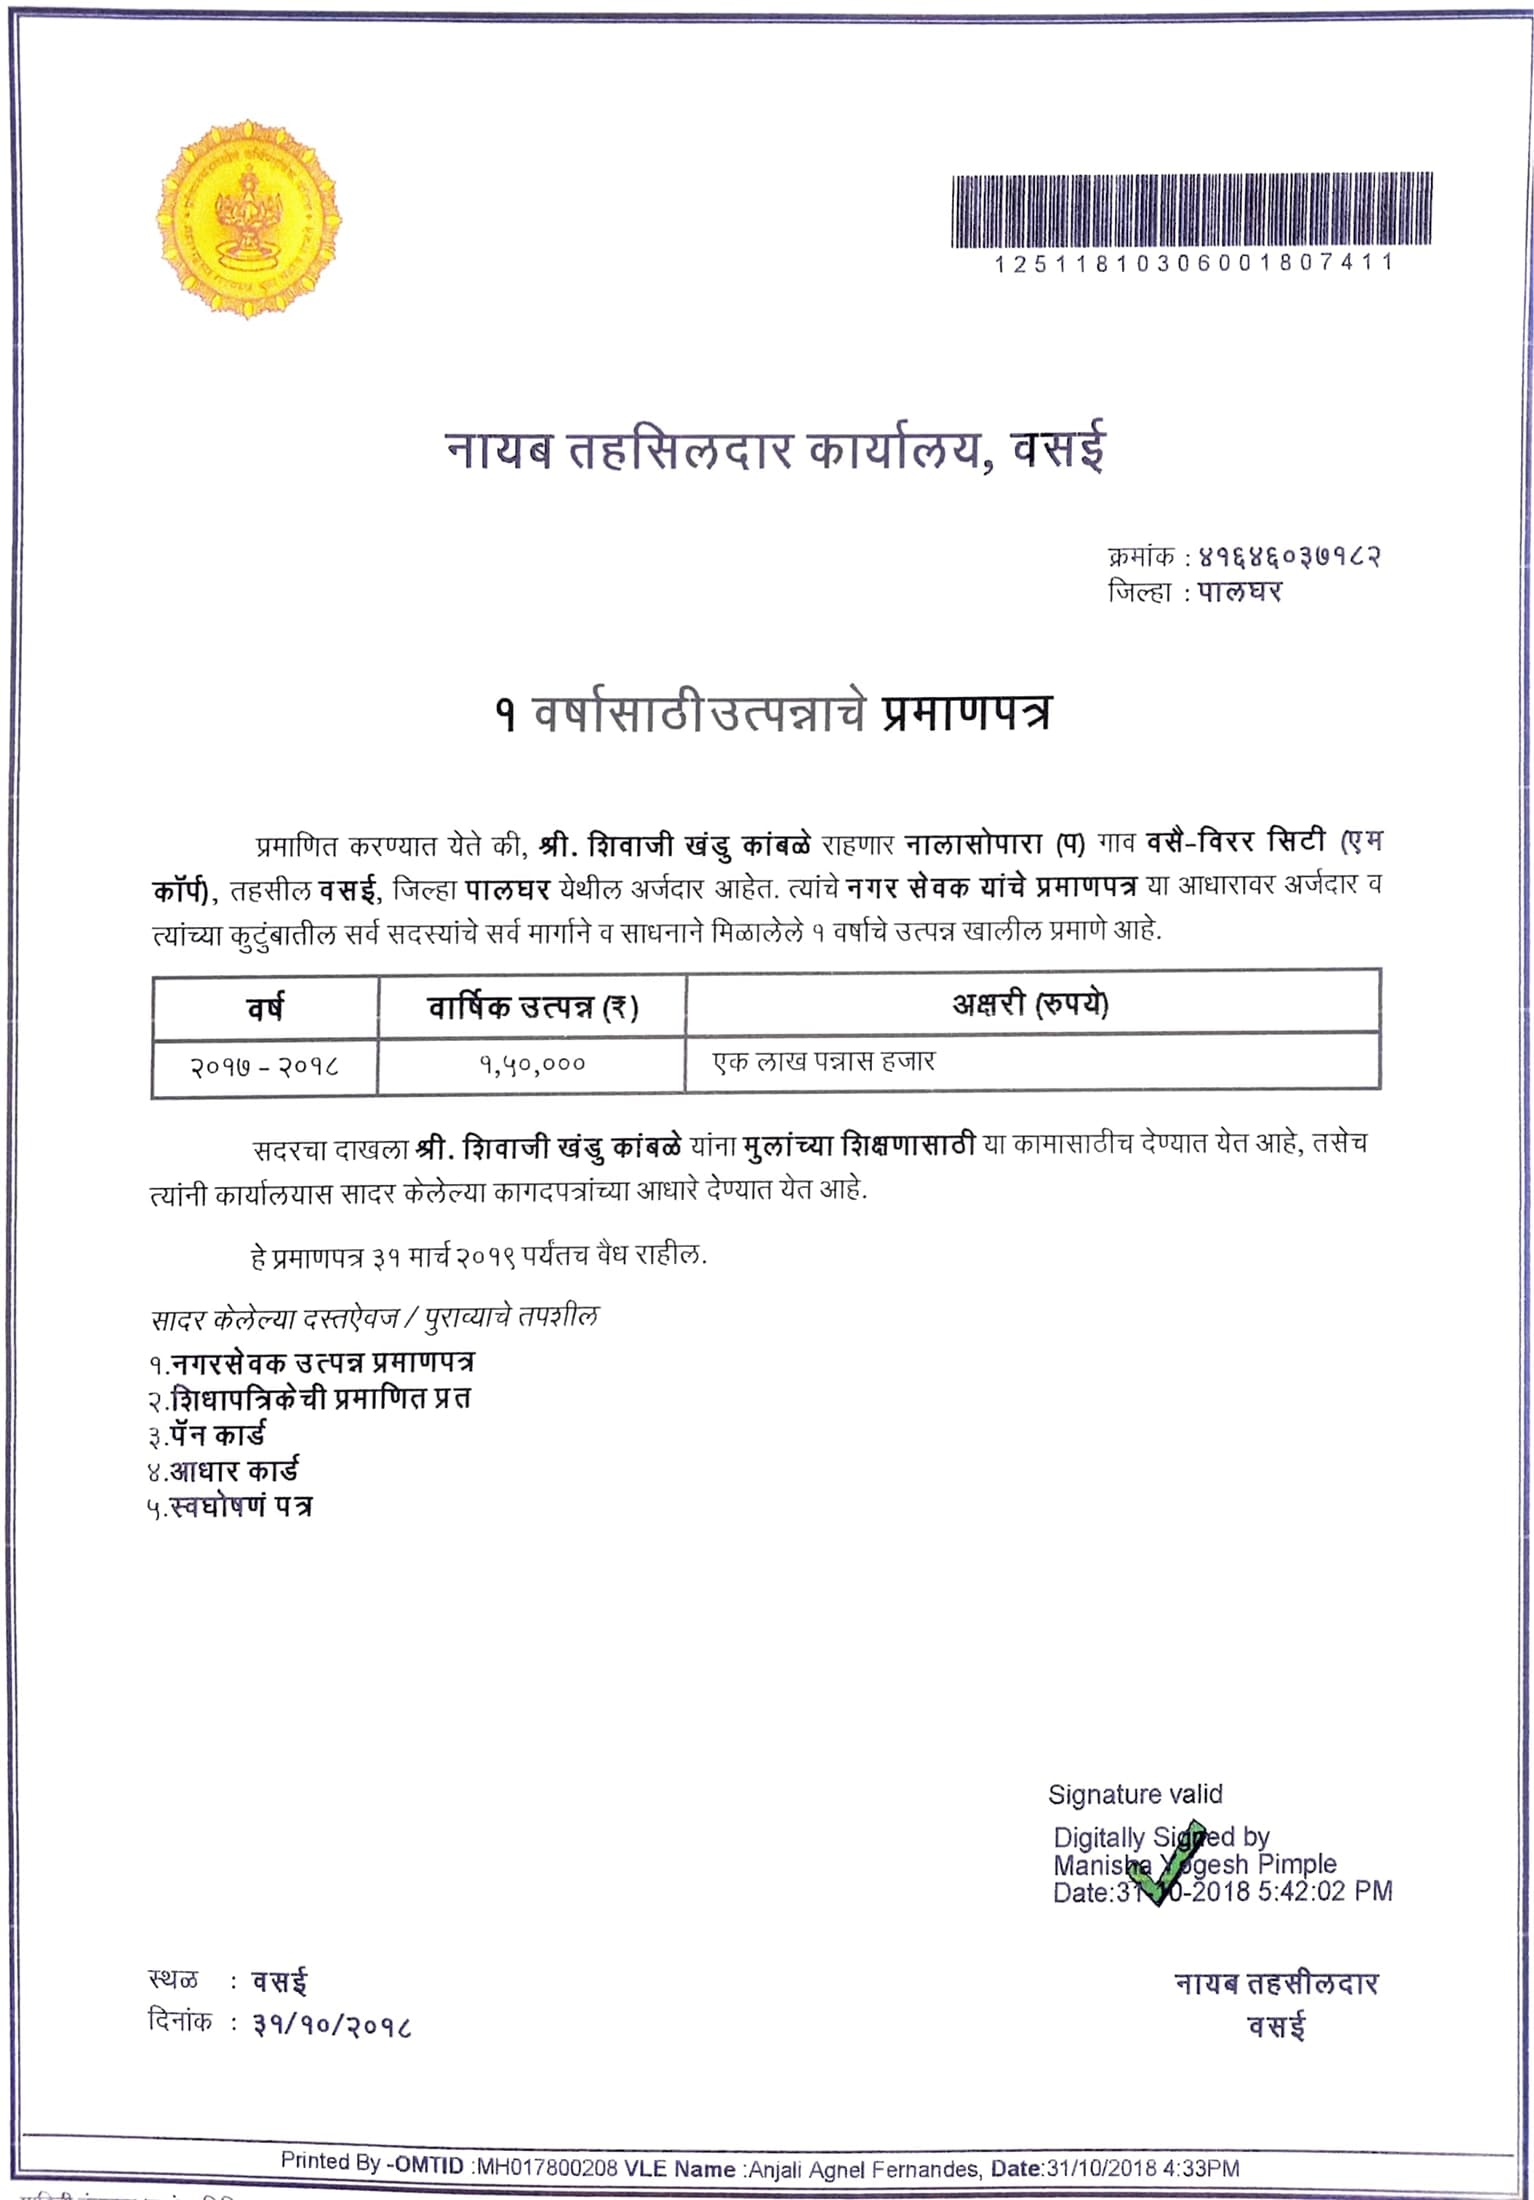 12511810306001807411
नायब तहसिलदार कार्यालय, वसई
क्रमांक : ४१६४६०३७१८२
जिल्हा : पालघर
१ वर्षासाठी उत्पन्नाचे प्रमाणपत्र
प्रमाणित करण्यात येते की, श्री. शिवाजी खंडु कांबळे राहणार नालासोपारा (प) गाव वसै-विरर सिटी (एम
कॉर्प), तहसील वसई, जिल्हा पालघर येथील अर्जदार आहेत. त्यांचे नगर सेवक यांचे प्रमाणपत्र या आधारावर अर्जदार व
त्यांच्या कुटुंबातील सर्व सदस्यांचे सर्व मार्गाने व साधनाने मिळालेले १ वर्षाचे उत्पन्न खालील प्रमाणे आहे.
वर्ष वार्षिक उत्पन्न (₹) अक्षरी (रुपये)
२०१७ - २०१८ १,५०,००० एक लाख पन्नास हजार
सदरचा दाखला श्री. शिवाजी खंडु कांबळे यांना मुलांच्या शिक्षणासाठी या कामासाठीच देण्यात येत आहे, तसेच
त्यांनी कार्यालयास सादर केलेल्या कागदपत्रांच्या आधारे देण्यात येत आहे.
हे प्रमाणपत्र ३१ मार्च २०१९ पर्यंतच वैध राहील.
सादर केलेल्या दस्तऐवज / पुराव्याचे तपशील
१.नगरसेवक उत्पन्न प्रमाणपत्र
२.शिधापत्रिकेची प्रमाणित प्रत
३.पॅन कार्ड
४.आधार कार्ड
५.स्वघोषणं पत्र
Signature valid
Digitally Signed by
Manisha Yogesh Pimple
Date:31-10-2018 5:42:02 PM
स्थळ : वसई
दिनांक : ३१/१०/२०१८
नायब तहसीलदार
वसई
Printed By -OMTID :MH017800208 VLE Name :Anjali Agnel Fernandes, Date:31/10/2018 4:33PM